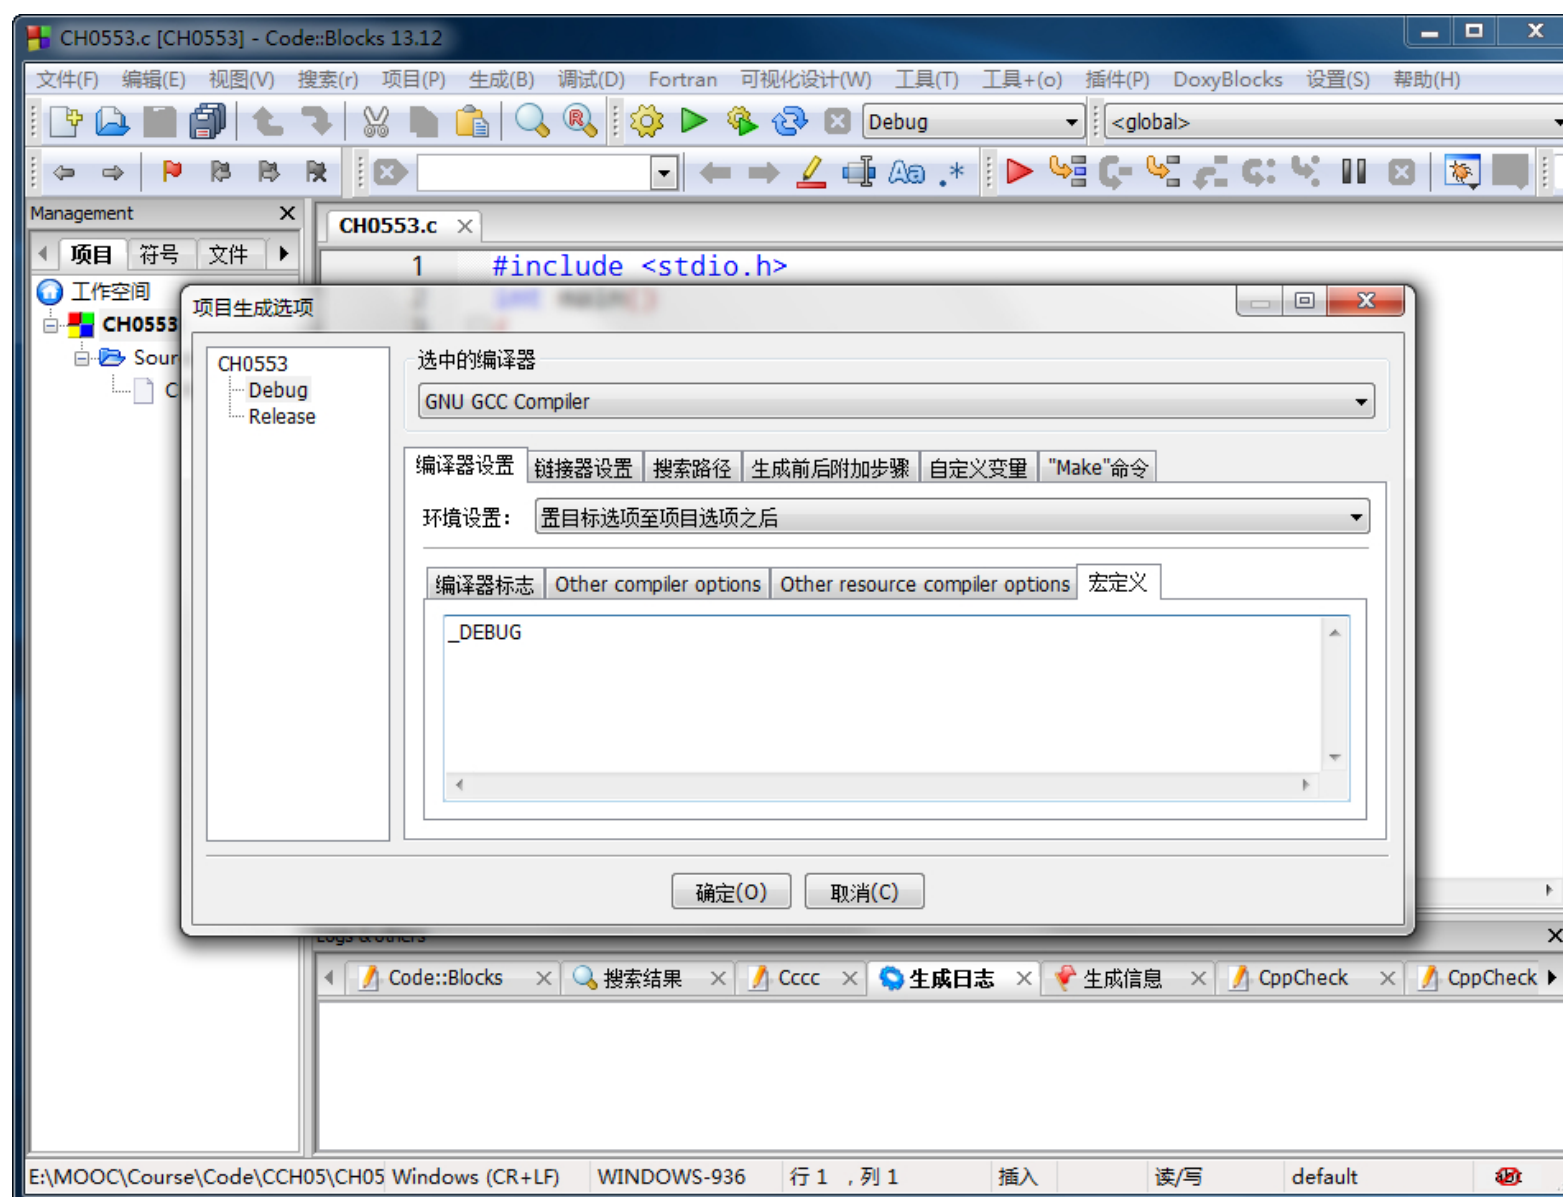 CH0553.c [CH0553] - Code::Blocks 13.12
文件(F) 编辑(E) 视图(V) 搜索(r) 项目(P) 生成(B) 调试(D) Fortran 可视化设计(W) 工具(T) 工具+(o) 插件(P) DoxyBlocks 设置(S) 帮助(H)
Debug <global>
Management
CH0553.c
项目 符号 文件
1 #include <stdio.h>
工作空间
2 int main()
CH0553
Sour
C
项目生成选项
CH0553
Debug
Release
选中的编译器
GNU GCC Compiler
编译器设置 链接器设置 搜索路径 生成前后附加步骤 自定义变量 "Make"命令
环境设置： 置目标选项至项目选项之后
编译器标志 Other compiler options Other resource compiler options 宏定义
_DEBUG
确定(O) 取消(C)
Logs & others
Code::Blocks 搜索结果 Cccc 生成日志 生成信息 CppCheck CppCheck
E:\MOOC\Course\Code\CCH05\CH05 Windows (CR+LF) WINDOWS-936 行 1 , 列 1 插入 读/写 default